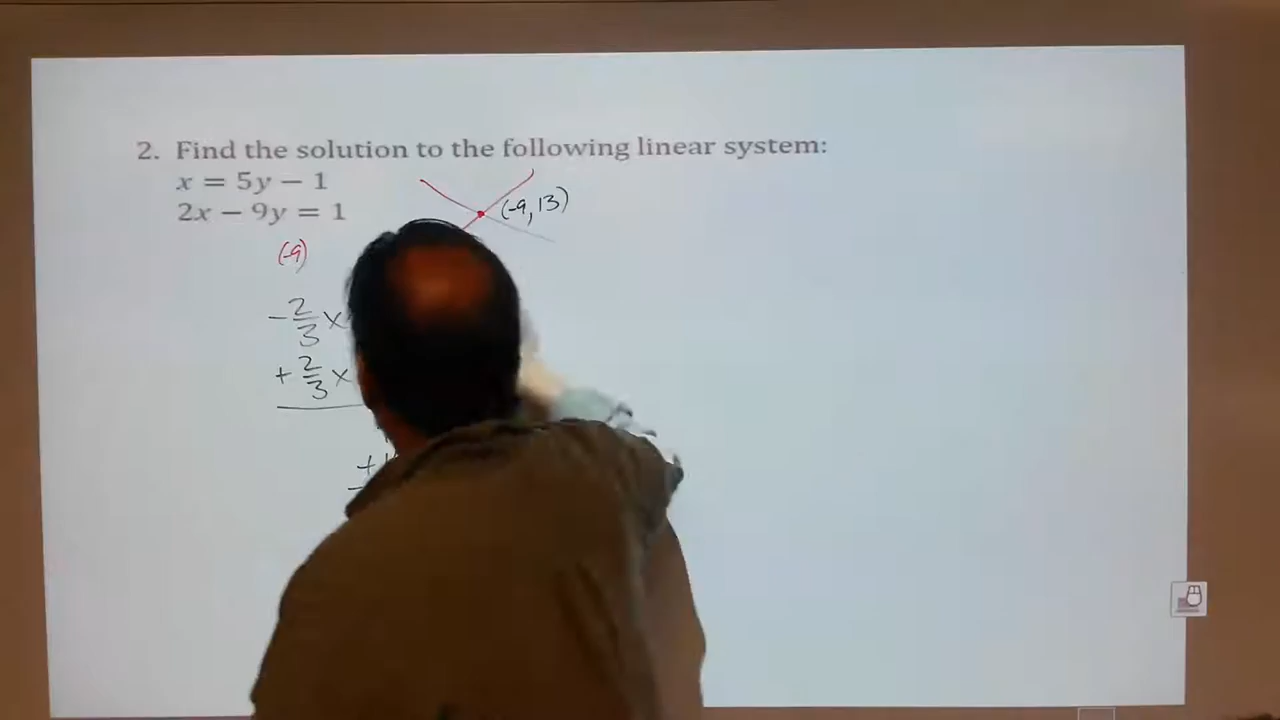 2. Find the solution to the following linear system:
x = 5y − 1
2x − 9y = 1
(-9, 13)
(-9)
- 2/3 x
+ 2/3 x